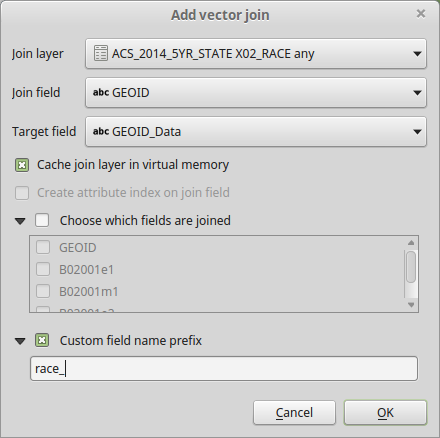 Add vector join
Join layer ACS_2014_5YR_STATE X02_RACE any
Join field abc GEOID
Target field abc GEOID_Data
Cache join layer in virtual memory
Create attribute index on join field
Choose which fields are joined
GEOID
B02001e1
B02001m1
Custom field name prefix
race_
Cancel OK